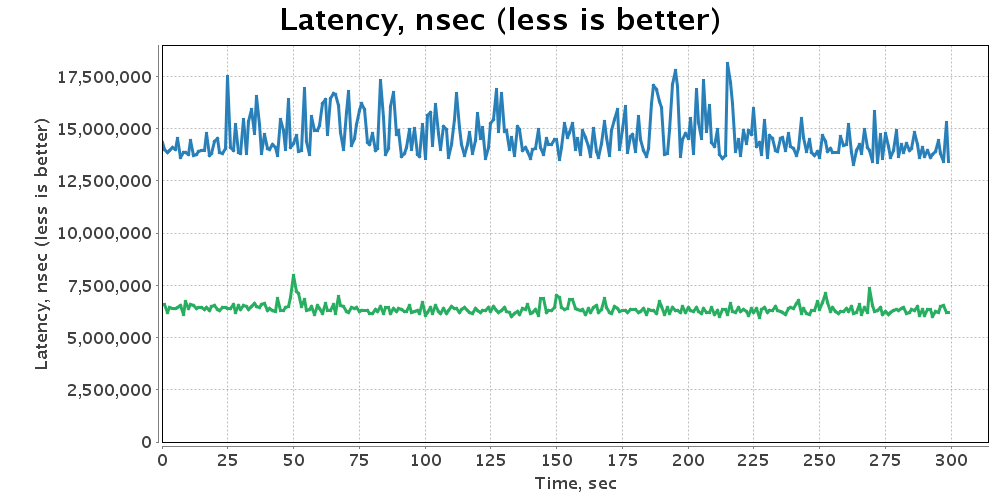 Latency, nsec (less is better)
Latency, nsec (less is better)
17,500,000
15,000,000
12,500,000
10,000,000
7,500,000
5,000,000
2,500,000
0
0 25 50 75 100 125 150 175 200 225 250 275 300
Time, sec